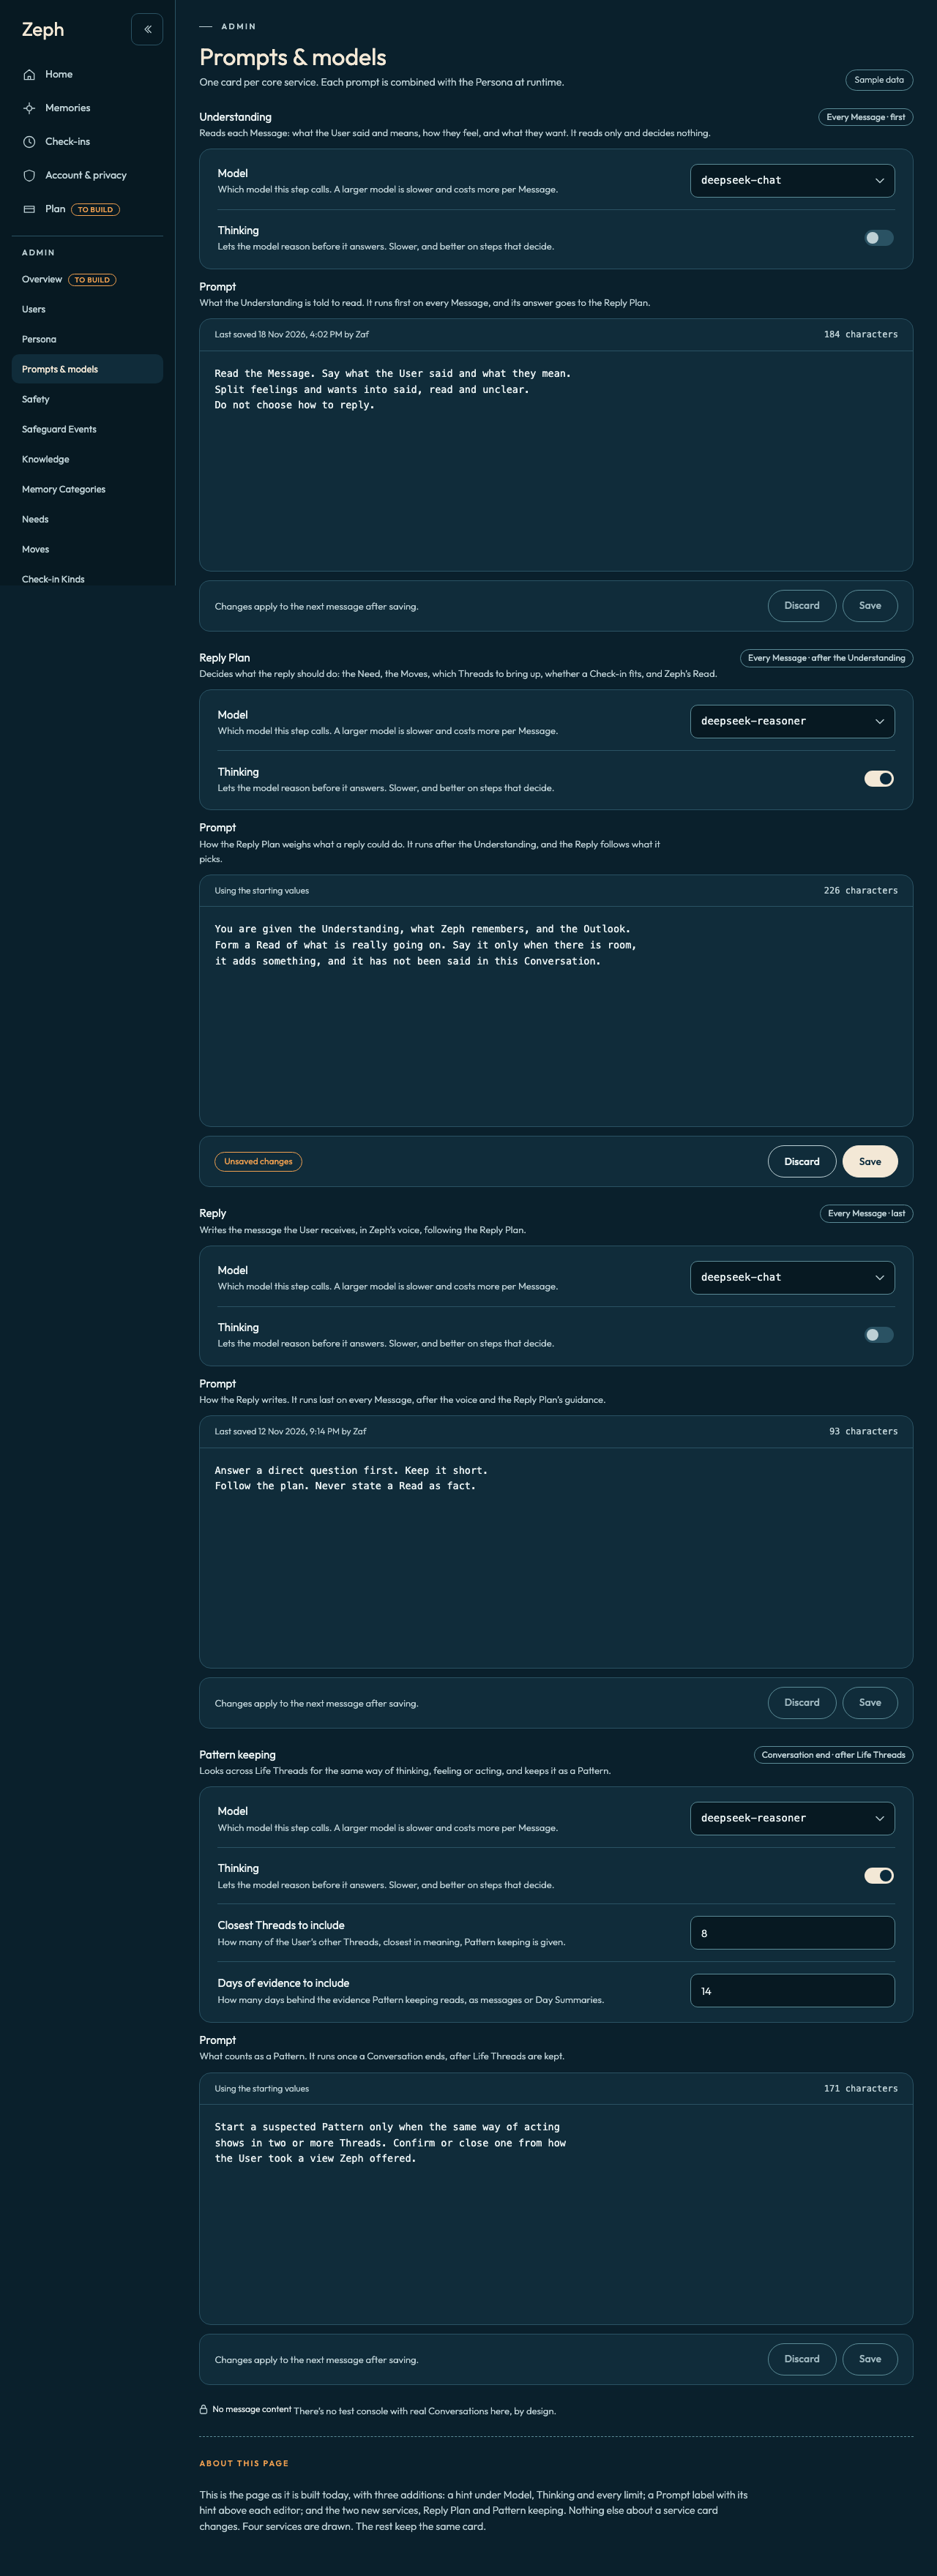 Zeph
Home
Memories
Check-ins
Account & privacy
Plan TO BUILD
ADMIN
Overview TO BUILD
Users
Persona
Prompts & models
Safety
Safeguard Events
Knowledge
Memory Categories
Needs
Moves
Check-in Kinds
ADMIN
Prompts & models
One card per core service. Each prompt is combined with the Persona at runtime.
Sample data
Understanding
Every Message · first
Reads each Message: what the User said and means, how they feel, and what they want. It reads only and decides nothing.
Model
Which model this step calls. A larger model is slower and costs more per Message.
deepseek-chat
Thinking
Lets the model reason before it answers. Slower, and better on steps that decide.
Prompt
What the Understanding is told to read. It runs first on every Message, and its answer goes to the Reply Plan.
Last saved 18 Nov 2026, 4:02 PM by Zaf
184 characters
Read the Message. Say what the User said and what they mean.
Split feelings and wants into said, read and unclear.
Do not choose how to reply.
Changes apply to the next message after saving.
Discard
Save
Reply Plan
Every Message · after the Understanding
Decides what the reply should do: the Need, the Moves, which Threads to bring up, whether a Check-in fits, and Zeph's Read.
Model
Which model this step calls. A larger model is slower and costs more per Message.
deepseek-reasoner
Thinking
Lets the model reason before it answers. Slower, and better on steps that decide.
Prompt
How the Reply Plan weighs what a reply could do. It runs after the Understanding, and the Reply follows what it
picks.
Using the starting values
226 characters
You are given the Understanding, what Zeph remembers, and the Outlook.
Form a Read of what is really going on. Say it only when there is room,
it adds something, and it has not been said in this Conversation.
Unsaved changes
Discard
Save
Reply
Every Message · last
Writes the message the User receives, in Zeph's voice, following the Reply Plan.
Model
Which model this step calls. A larger model is slower and costs more per Message.
deepseek-chat
Thinking
Lets the model reason before it answers. Slower, and better on steps that decide.
Prompt
How the Reply writes. It runs last on every Message, after the voice and the Reply Plan's guidance.
Last saved 12 Nov 2026, 9:14 PM by Zaf
93 characters
Answer a direct question first. Keep it short.
Follow the plan. Never state a Read as fact.
Changes apply to the next message after saving.
Discard
Save
Pattern keeping
Conversation end · after Life Threads
Looks across Life Threads for the same way of thinking, feeling or acting, and keeps it as a Pattern.
Model
Which model this step calls. A larger model is slower and costs more per Message.
deepseek-reasoner
Thinking
Lets the model reason before it answers. Slower, and better on steps that decide.
Closest Threads to include
How many of the User's other Threads, closest in meaning, Pattern keeping is given.
8
Days of evidence to include
How many days behind the evidence Pattern keeping reads, as messages or Day Summaries.
14
Prompt
What counts as a Pattern. It runs once a Conversation ends, after Life Threads are kept.
Using the starting values
171 characters
Start a suspected Pattern only when the same way of acting
shows in two or more Threads. Confirm or close one from how
the User took a view Zeph offered.
Changes apply to the next message after saving.
Discard
Save
No message content There's no test console with real Conversations here, by design.
ABOUT THIS PAGE
This is the page as it is built today, with three additions: a hint under Model, Thinking and every limit; a Prompt label with its
hint above each editor; and the two new services, Reply Plan and Pattern keeping. Nothing else about a service card
changes. Four services are drawn. The rest keep the same card.